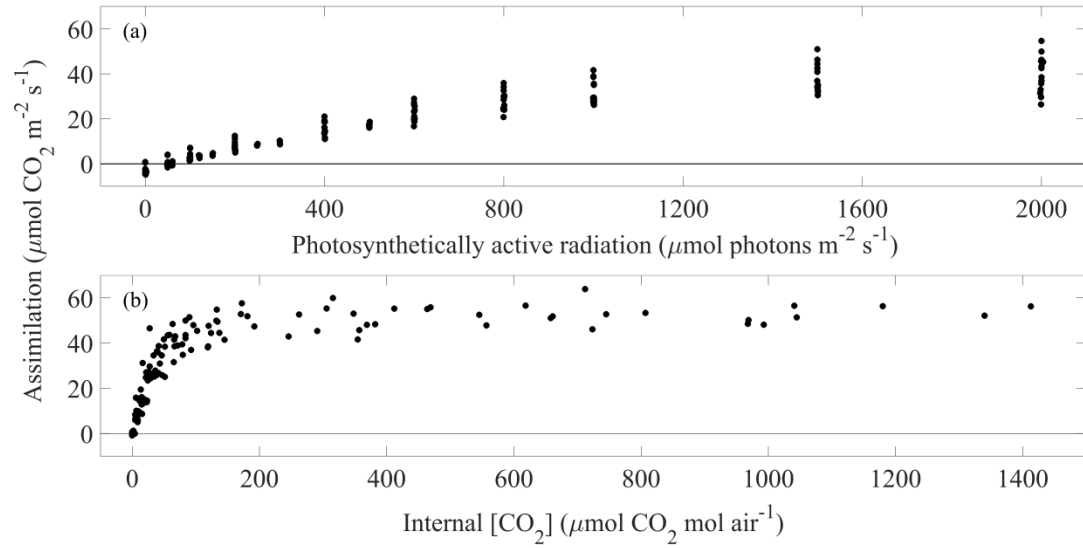 (a)
60
40
20
0
0 400 800 1200 1600 2000
Photosynthetically active radiation (μmol photons m⁻² s⁻¹)
Assimilation (μmol CO₂ m⁻² s⁻¹)
(b)
60
40
20
0
0 200 400 600 800 1000 1200 1400
Internal [CO₂] (μmol CO₂ mol air⁻¹)